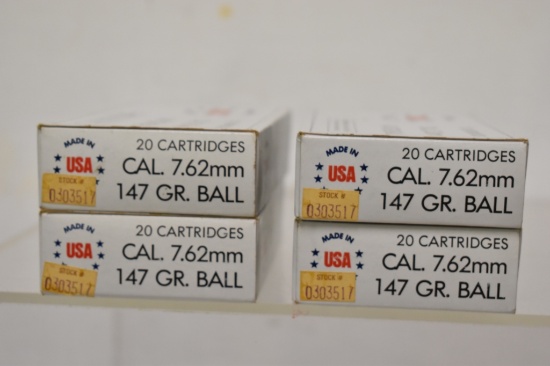 MADE IN
USA
STOCK #
0303517
20 CARTRIDGES
CAL. 7.62mm
147 GR. BALL
MADE IN
USA
STOCK #
0303517
20 CARTRIDGES
CAL. 7.62mm
147 GR. BALL
MADE IN
USA
STOCK #
0303517
20 CARTRIDGES
CAL. 7.62mm
147 GR. BALL
MADE IN
USA
STOCK #
0303517
20 CARTRIDGES
CAL. 7.62mm
147 GR. BALL